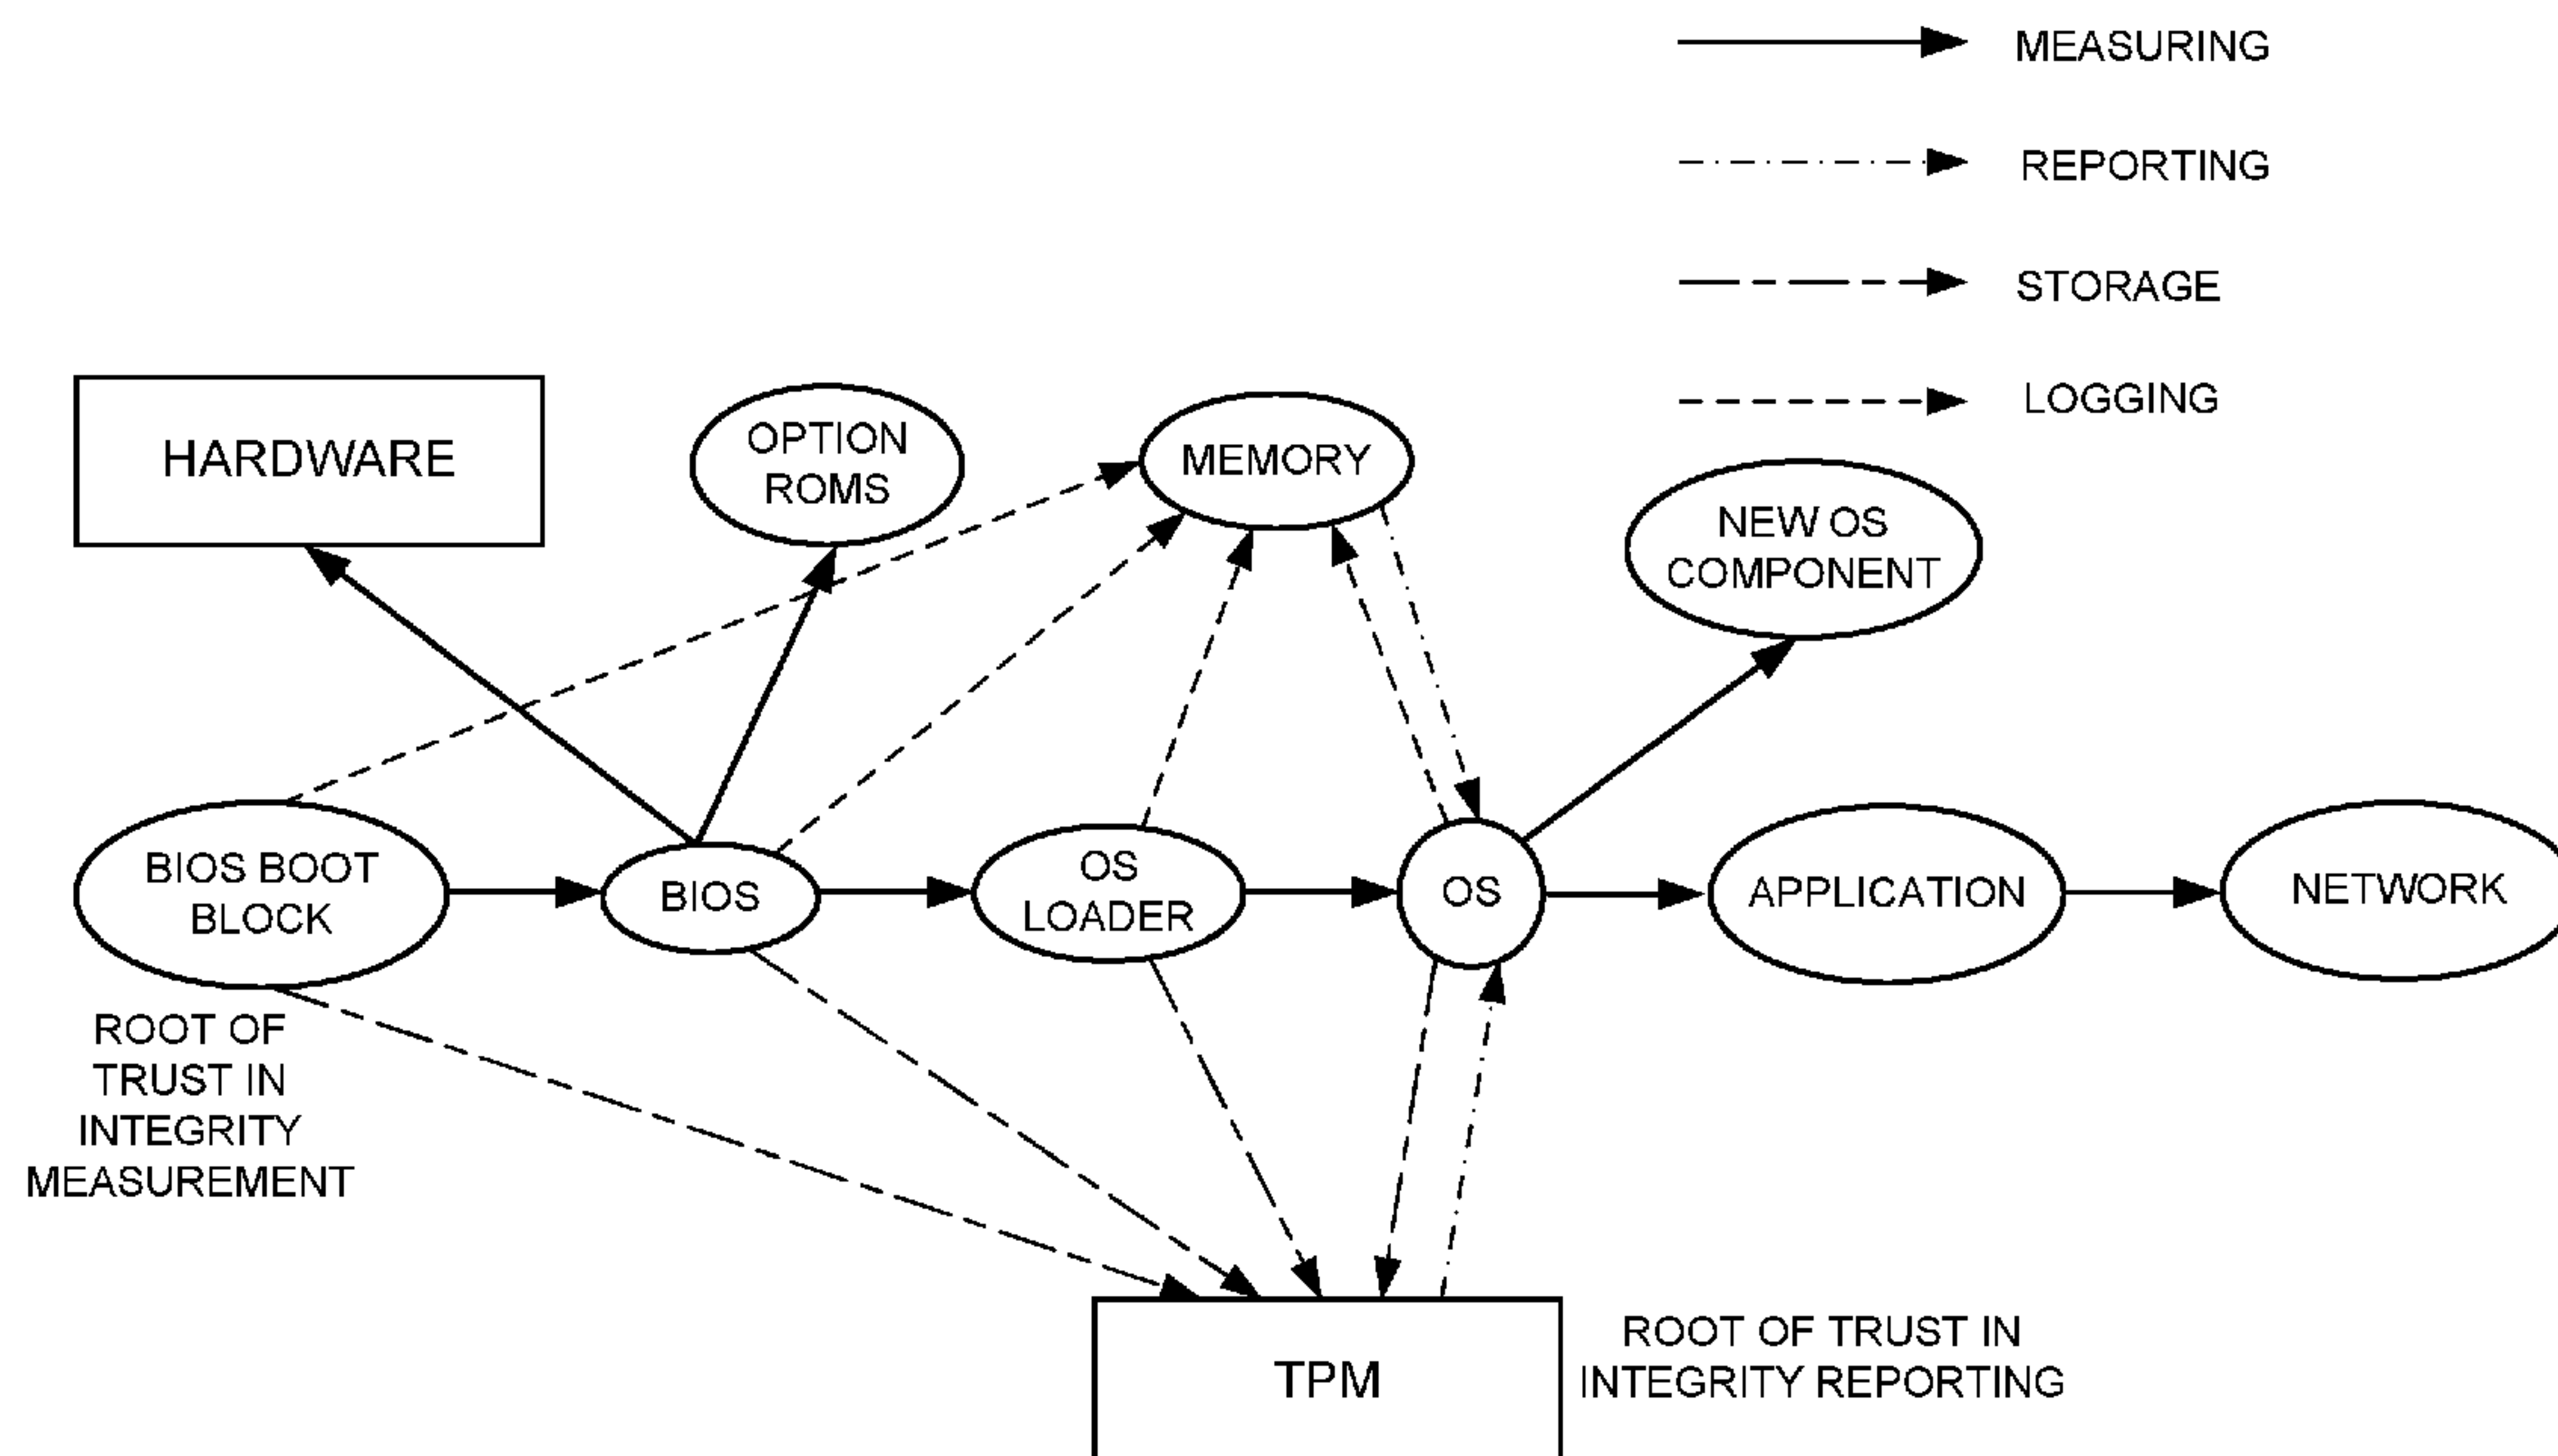 MEASURING
REPORTING
STORAGE
LOGGING
HARDWARE
OPTION
ROMS
MEMORY
NEW OS
COMPONENT
BIOS BOOT
BLOCK
BIOS
OS
LOADER
OS
APPLICATION
NETWORK
ROOT OF
TRUST IN
INTEGRITY
MEASUREMENT
TPM
ROOT OF TRUST IN
INTEGRITY REPORTING